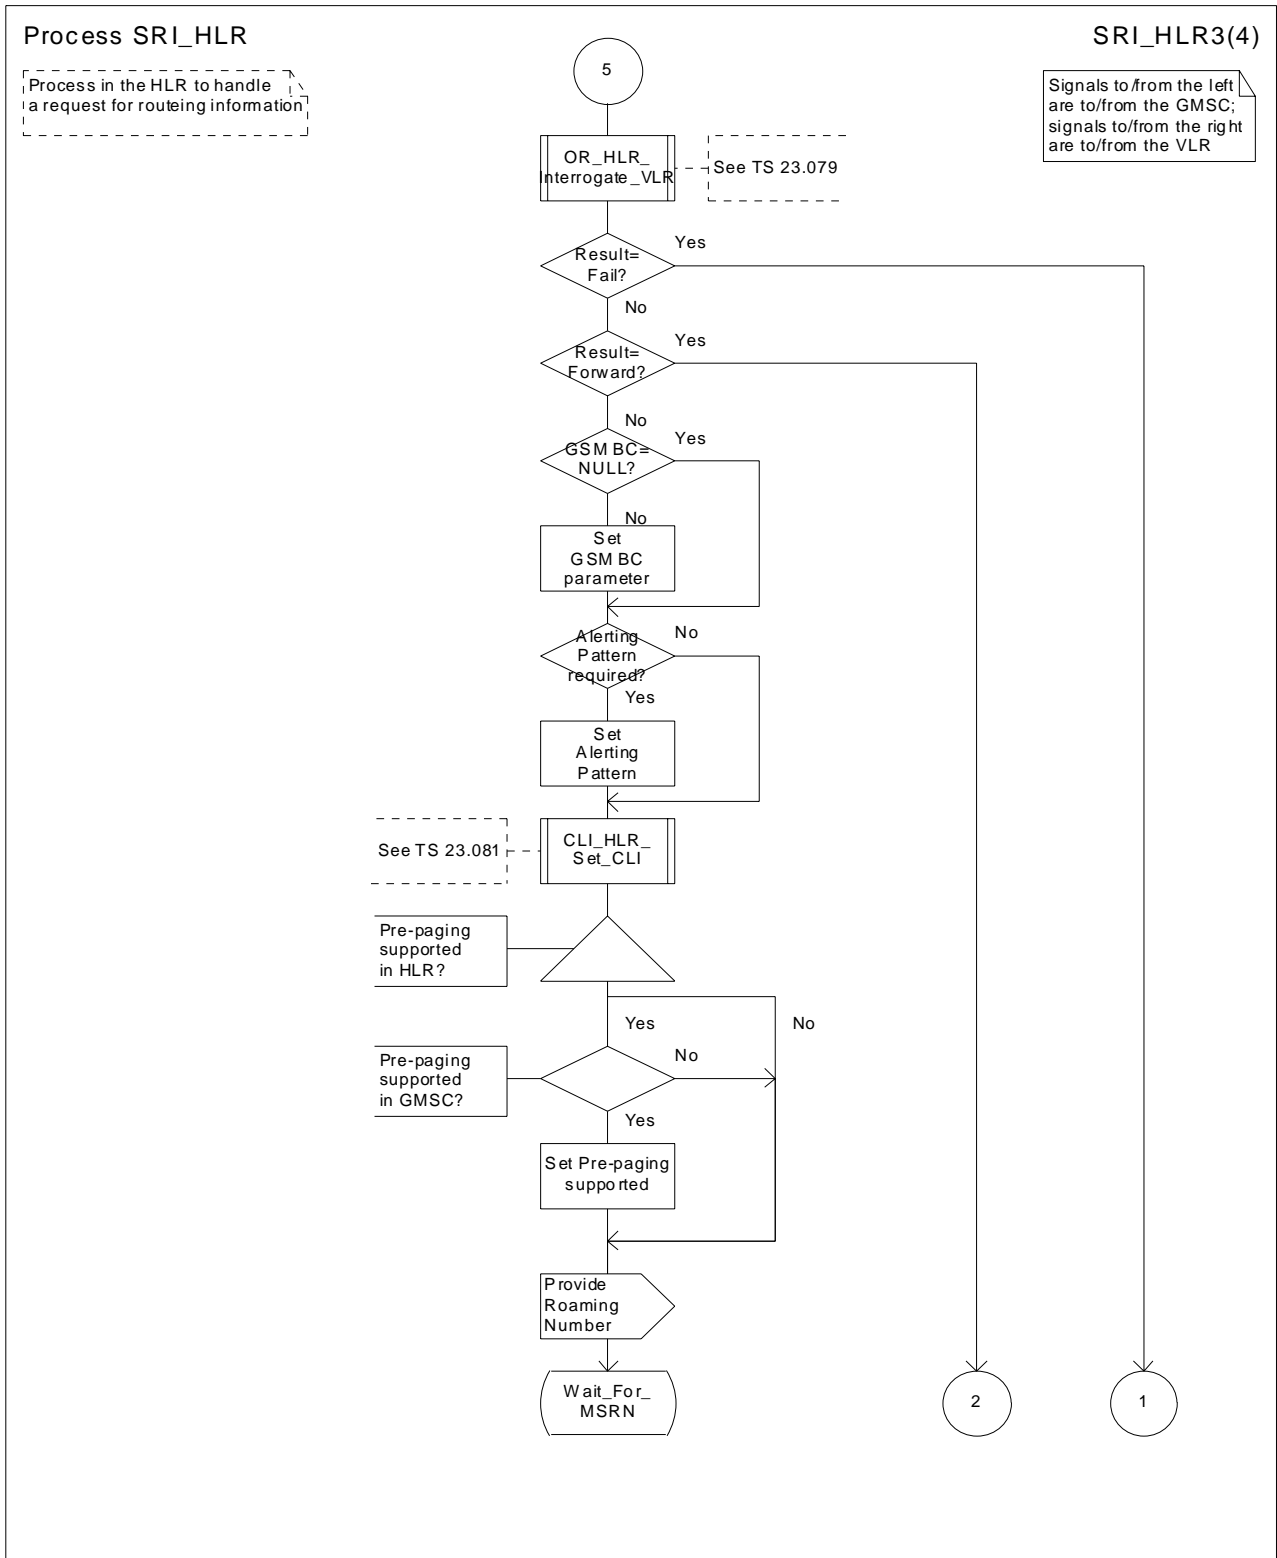 Process SRI_HLR
SRI_HLR3(4)
Process in the HLR to handle
a request for routeing information
Signals to/from the left
are to/from the GMSC;
signals to/from the right
are to/from the VLR
5
OR_HLR_
Interrogate_VLR
See TS 23.079
Result=
Fail?
Yes
No
Result=
Forward?
Yes
No
GSM BC=
NULL?
Yes
No
Set
GSM BC
parameter
Alerting
Pattern
required?
No
Yes
Set
Alerting
Pattern
See TS 23.081
CLI_HLR_
Set_CLI
Pre-paging
supported
in HLR?
Yes
No
Pre-paging
supported
in GMSC?
No
Yes
Set Pre-paging
supported
Provide
Roaming
Number
Wait_For_
MSRN
2
1